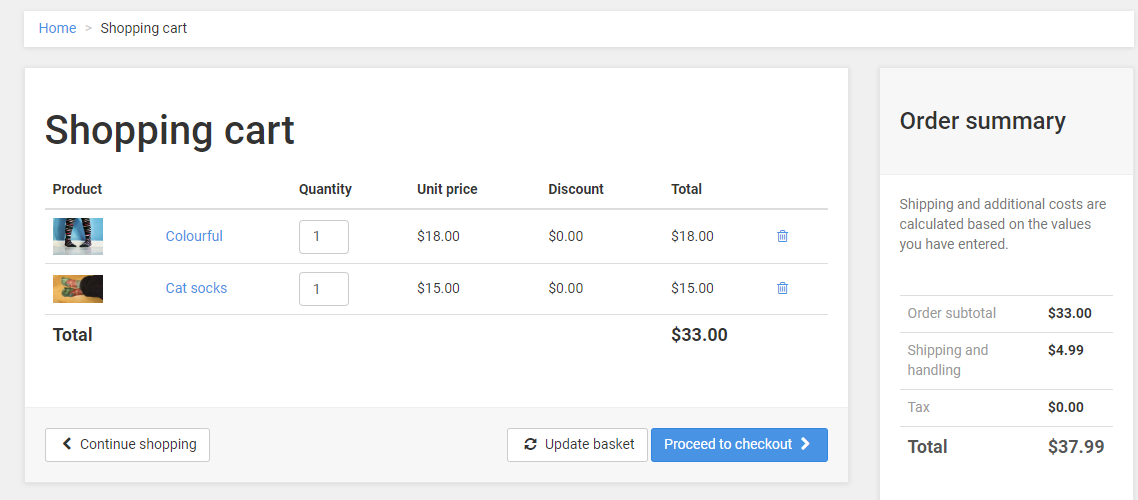 Home > Shopping cart
Shopping cart
Product Quantity Unit price Discount Total
Colourful 1 $18.00 $0.00 $18.00
Cat socks 1 $15.00 $0.00 $15.00
Total $33.00
Continue shopping Update basket Proceed to checkout
Order summary
Shipping and additional costs are
calculated based on the values
you have entered.
Order subtotal $33.00
Shipping and $4.99
handling
Tax $0.00
Total $37.99